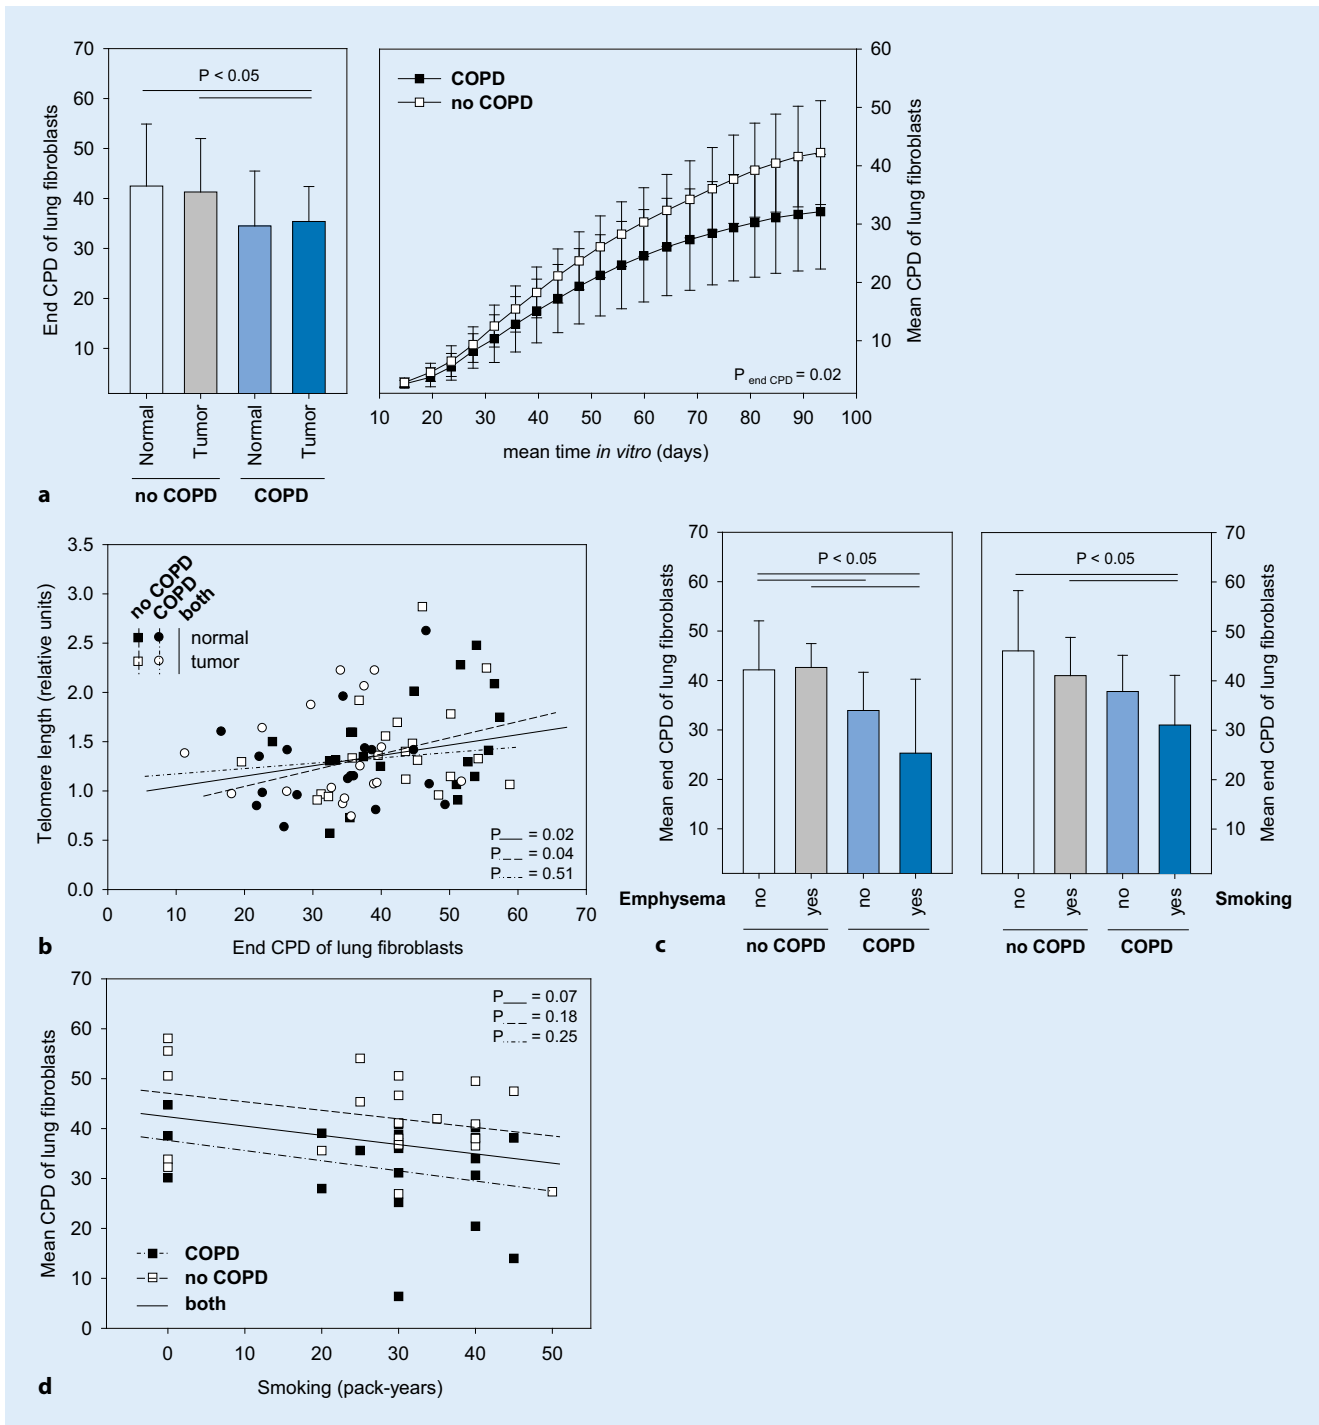 70
60
50
40
30
20
10
End CPD of lung fibroblasts
P < 0.05
Normal
Tumor
Normal
Tumor
no COPD
COPD
a
COPD
no COPD
60
50
40
30
20
10
Mean CPD of lung fibroblasts
P end CPD = 0.02
10 20 30 40 50 60 70 80 90 100
mean time in vitro (days)
3.5
3.0
2.5
2.0
1.5
1.0
0.5
0.0
Telomere length (relative units)
no COPD
COPD
both
normal
tumor
P = 0.02
P = 0.04
P = 0.51
0 10 20 30 40 50 60 70
End CPD of lung fibroblasts
b
70
60
50
40
30
20
10
Mean end CPD of lung fibroblasts
P < 0.05
Emphysema
no
yes
no
yes
no COPD
COPD
c
P < 0.05
70
60
50
40
30
20
10
Mean end CPD of lung fibroblasts
no
yes
no
yes
Smoking
no COPD
COPD
70
60
50
40
30
20
10
0
Mean CPD of lung fibroblasts
P = 0.07
P = 0.18
P = 0.25
COPD
no COPD
both
0 10 20 30 40 50
Smoking (pack-years)
d